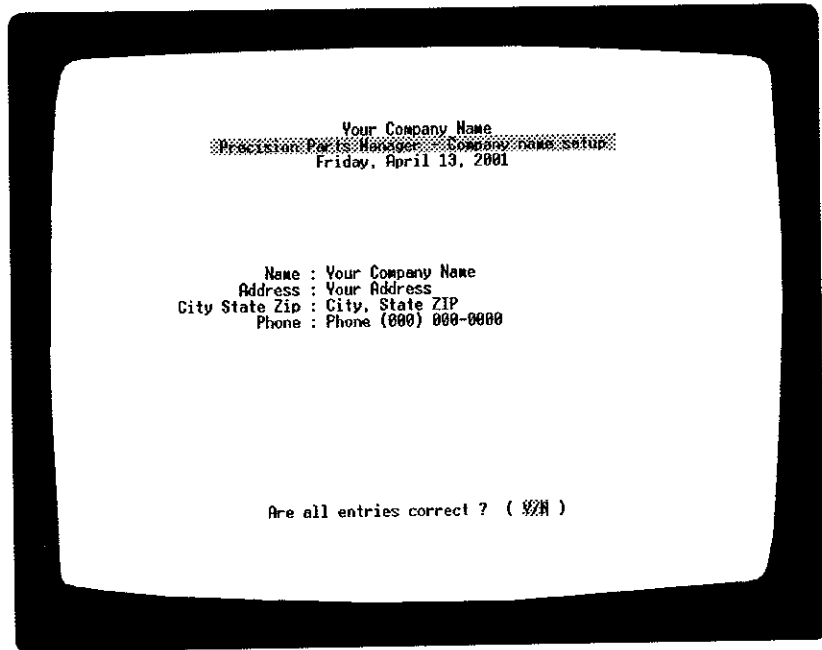 Your Company Name
Precision Parts Manager - Company name setup
Friday, April 13, 2001
Name : Your Company Name
Address : Your Address
City State Zip : City, State ZIP
Phone : Phone (000) 000-0000
Are all entries correct ? ( Y/N )